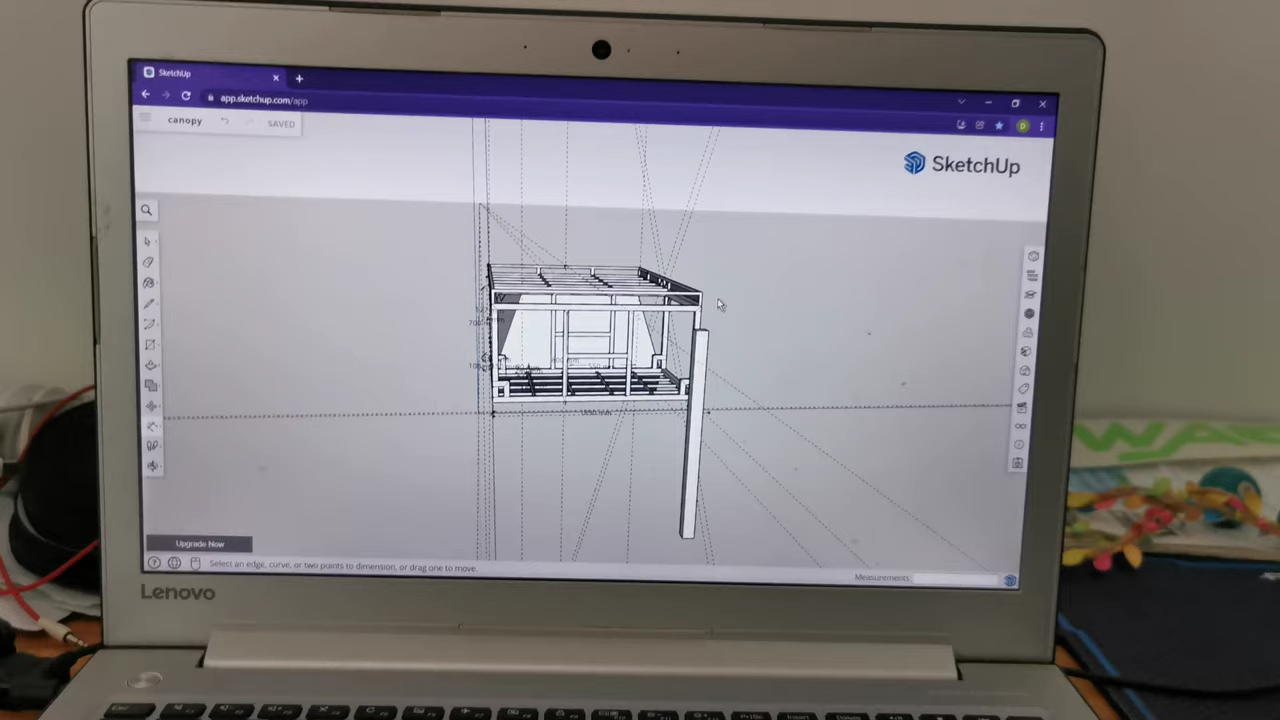 SketchUp
app.sketchup.com/app
canopy
SAVED
SketchUp
Upgrade Now
Select an edge, curve, or two points to dimension, or drag one to move.
Measurements
Lenovo